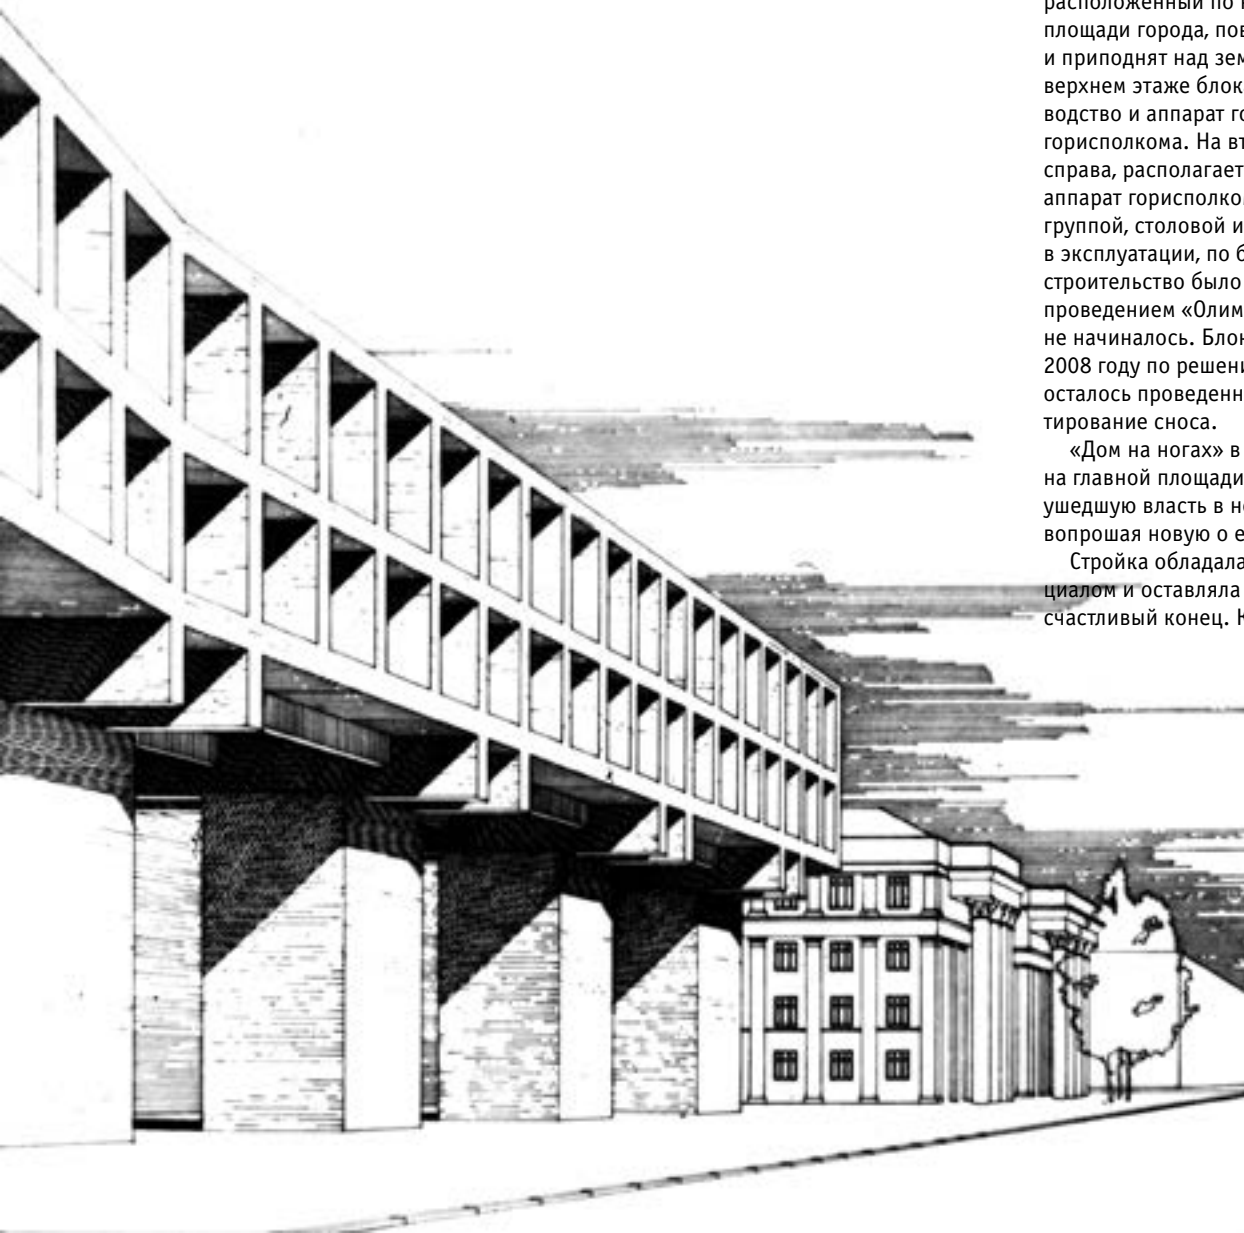 расположенный по
площади города, пов
и приподнят над зем
верхнем этаже блок
водство и аппарат го
горисполкома. На вт
справа, располагает
аппарат горисполко
группой, столовой и
в эксплуатации, по б
строительство было
проведением «Олим
не начиналось. Блок
2008 году по решени
осталось проведенн
тирование сноса.
«Дом на ногах» в
на главной площади
ушедшую власть в не
вопрошая новую о е
Стройка обладала
циалом и оставляла
счастливый конец. К